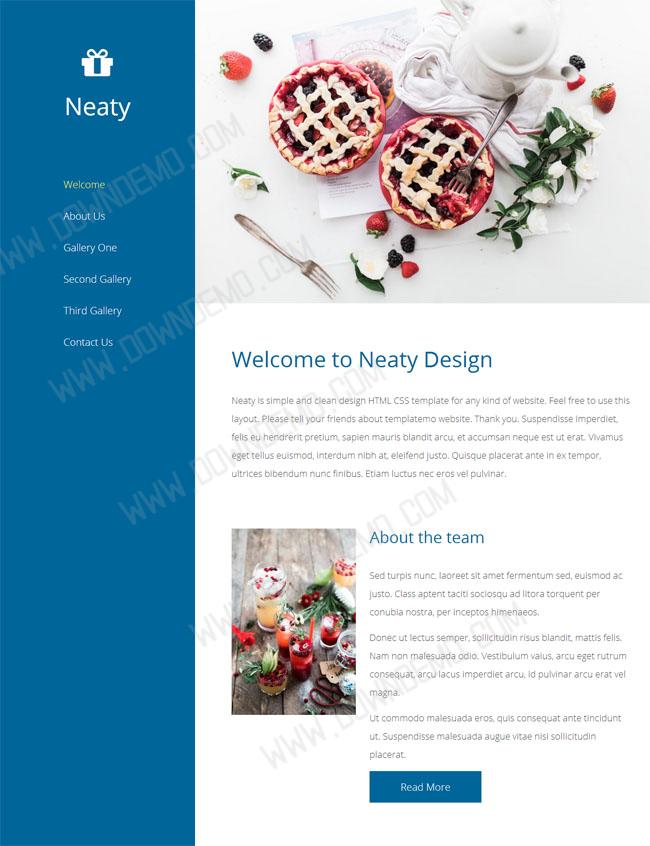 Neaty
Welcome
About Us
Gallery One
Second Gallery
Third Gallery
Contact Us
Welcome to Neaty Design
Neaty is simple and clean design HTML CSS template for any kind of website. Feel free to use this
layout. Please tell your friends about templatemo website. Thank you. Suspendisse imperdiet,
felis eu hendrerit pretium, sapien mauris blandit arcu, et accumsan neque est ut erat. Vivamus
eget tellus euismod, interdum nibh at, eleifend justo. Quisque placerat ante in ex tempor,
ultrices bibendum nunc finibus. Etiam luctus nec eros vel pulvinar.
About the team
Sed turpis nunc, laoreet sit amet fermentum sed, euismod ac
justo. Class aptent taciti sociosqu ad litora torquent per
conubia nostra, per inceptos himenaeos.
Donec ut lectus semper, sollicitudin risus blandit, mattis felis.
Nam non malesuada odio. Vestibulum vaius, arcu eget rutrum
consequat, arcu lacus imperdiet arcu, id pulvinar arcu erat vel
magna.
Ut commodo malesuada eros, quis consequat ante tincidunt
ut. Suspendisse malesuada augue vitae nisi sollicitudin
placerat.
Read More
WWW.DOWNDEMO.COM
WWW.DOWNDEMO.COM
WWW.DOWNDEMO.COM
WWW.DOWNDEMO.COM
WWW.DOWNDEMO.COM